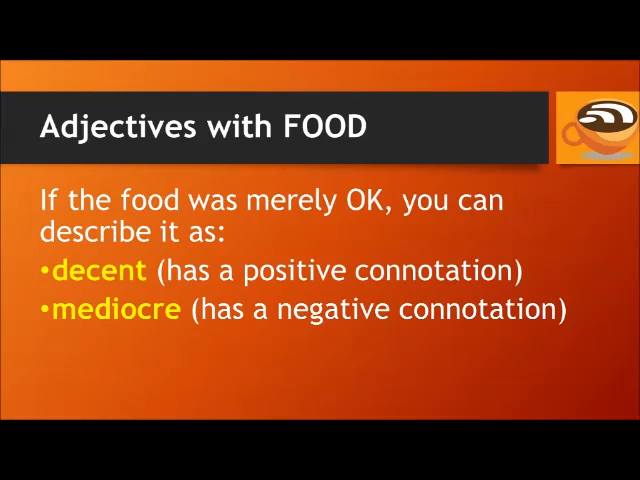 Adjectives with FOOD
If the food was merely OK, you can
describe it as:
•decent (has a positive connotation)
•mediocre (has a negative connotation)